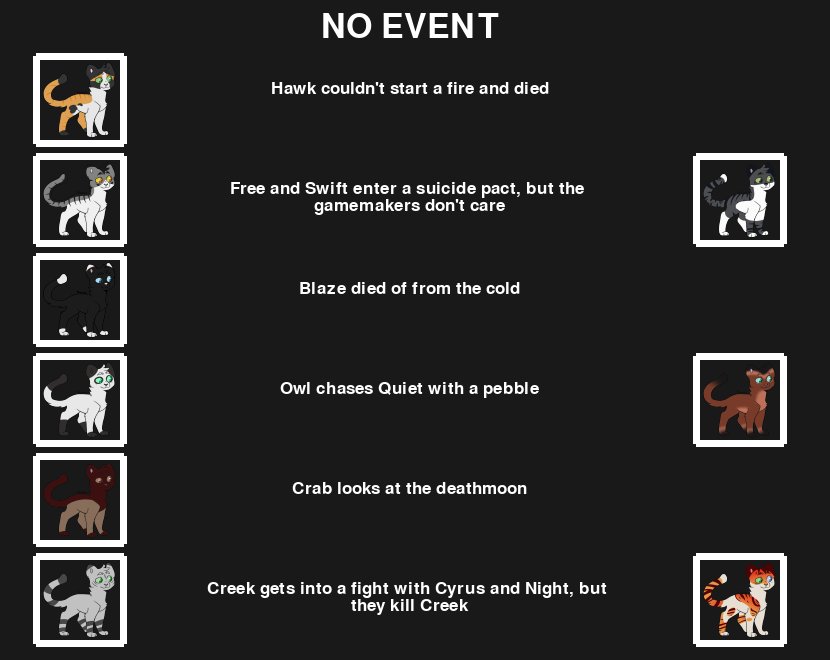 NO EVENT
Hawk couldn't start a fire and died
Free and Swift enter a suicide pact, but the
gamemakers don't care
Blaze died of from the cold
Owl chases Quiet with a pebble
Crab looks at the deathmoon
Creek gets into a fight with Cyrus and Night, but
they kill Creek